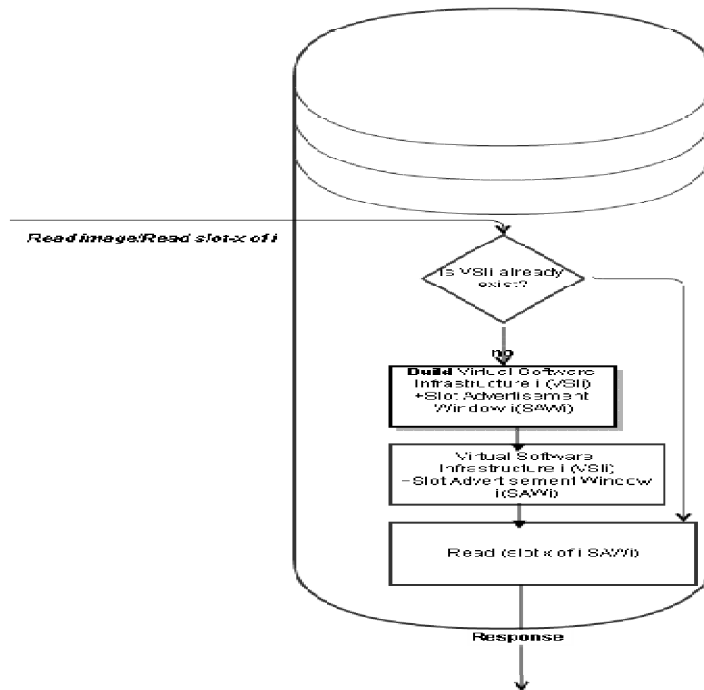 Read image/Read slot-x of i
Is VSIi already
exist?
no
Build Virtual Software
Infrastructure i (VSIi)
+Slot Advertisement
Window i(SAWi)
Virtual Software
Infrastructure i (VSIi)
+Slot Advertisement Window
i(SAWi)
Read (slot x of i SAWi)
Response